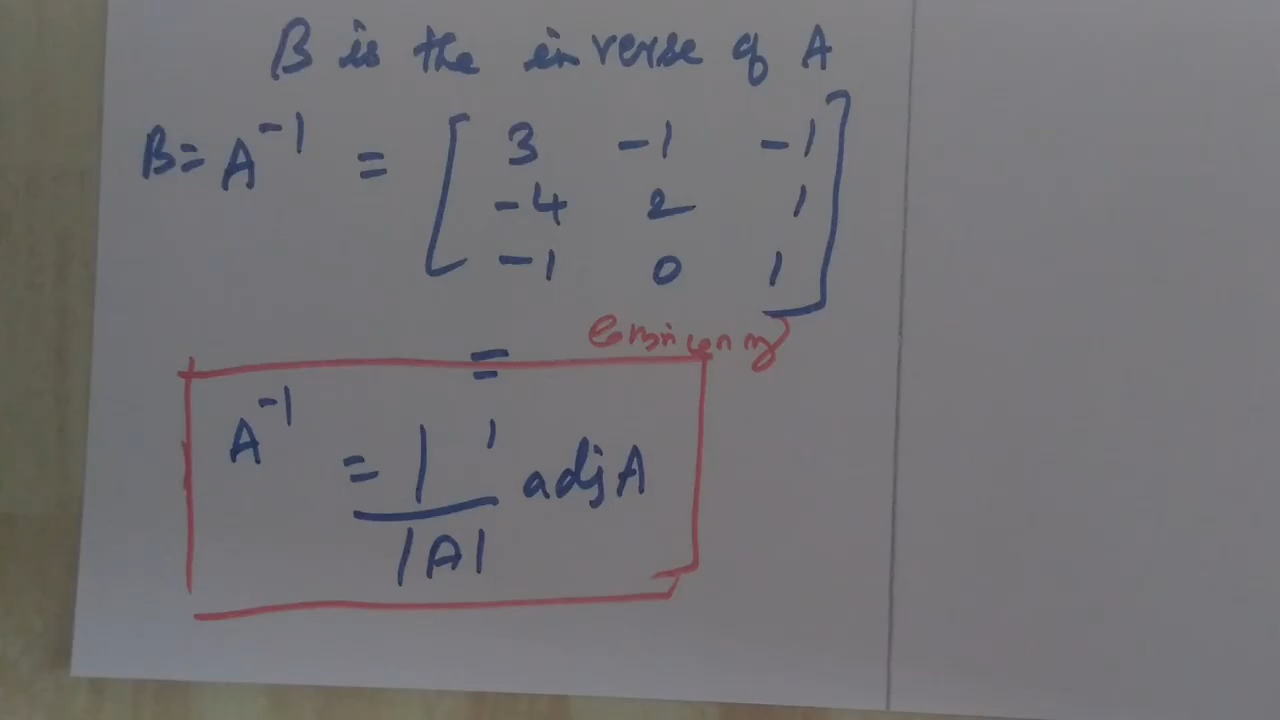 B is the inverse of A
B = A⁻¹ = [ 3 -1 -1
-4 2 1
-1 0 1 ]
=
A⁻¹ = 1 / |A| adj A